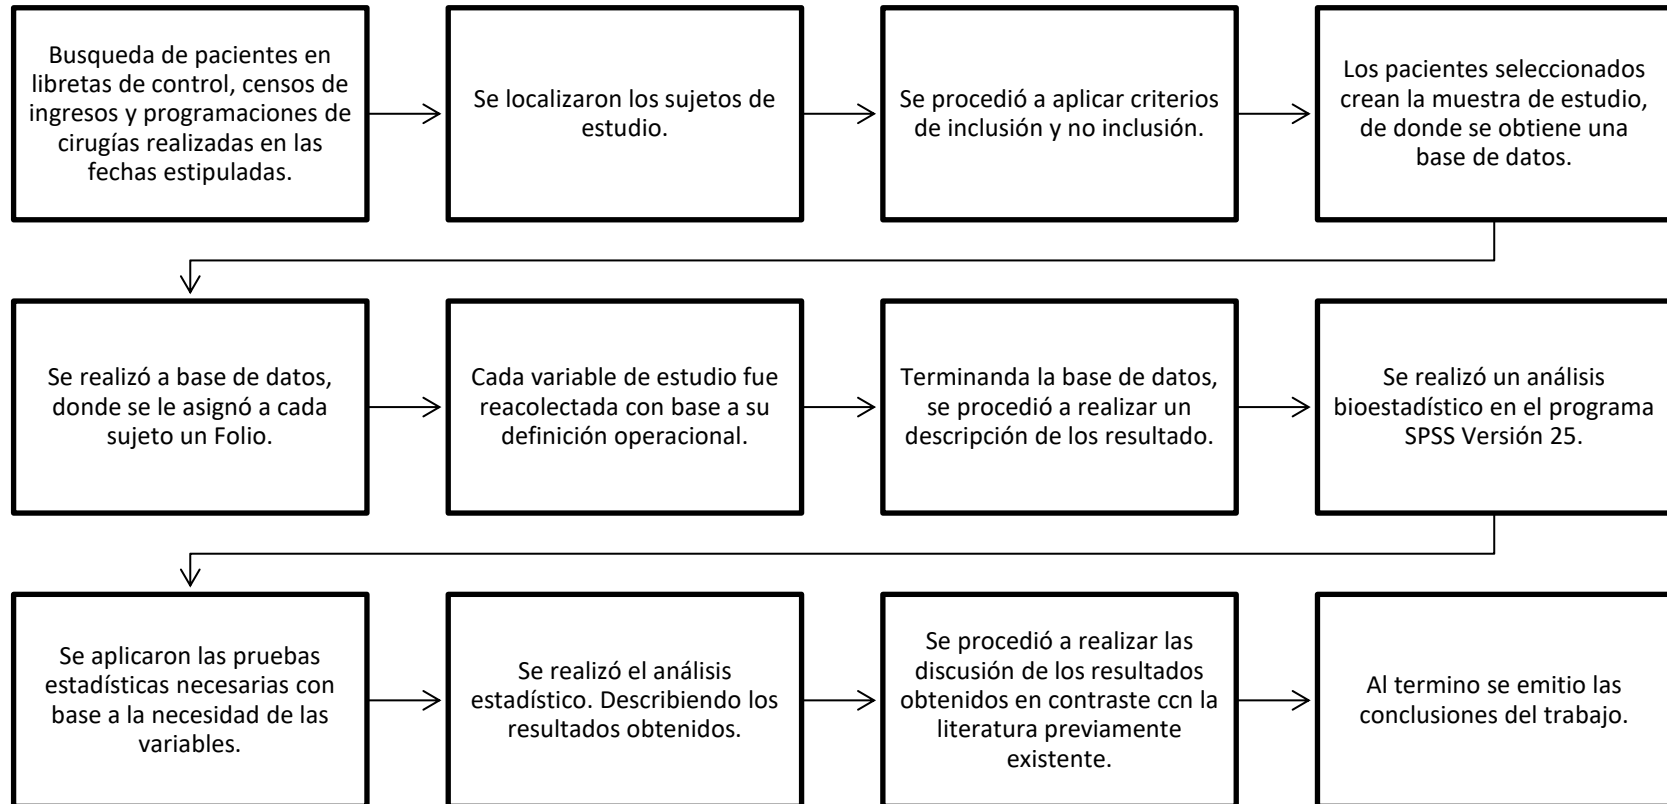 Busqueda de pacientes en
libretas de control, censos de
ingresos y programaciones de
cirugías realizadas en las
fechas estipuladas.
Se localizaron los sujetos de
estudio.
Se procedió a aplicar criterios
de inclusión y no inclusión.
Los pacientes seleccionados
crean la muestra de estudio,
de donde se obtiene una
base de datos.
Se realizó a base de datos,
donde se le asignó a cada
sujeto un Folio.
Cada variable de estudio fue
reacolectada con base a su
definición operacional.
Terminanda la base de datos,
se procedió a realizar un
descripción de los resultado.
Se realizó un análisis
bioestadístico en el programa
SPSS Versión 25.
Se aplicaron las pruebas
estadísticas necesarias con
base a la necesidad de las
variables.
Se realizó el análisis
estadístico. Describiendo los
resultados obtenidos.
Se procedió a realizar las
discusión de los resultados
obtenidos en contraste ccn la
literatura previamente
existente.
Al termino se emitio las
conclusiones del trabajo.